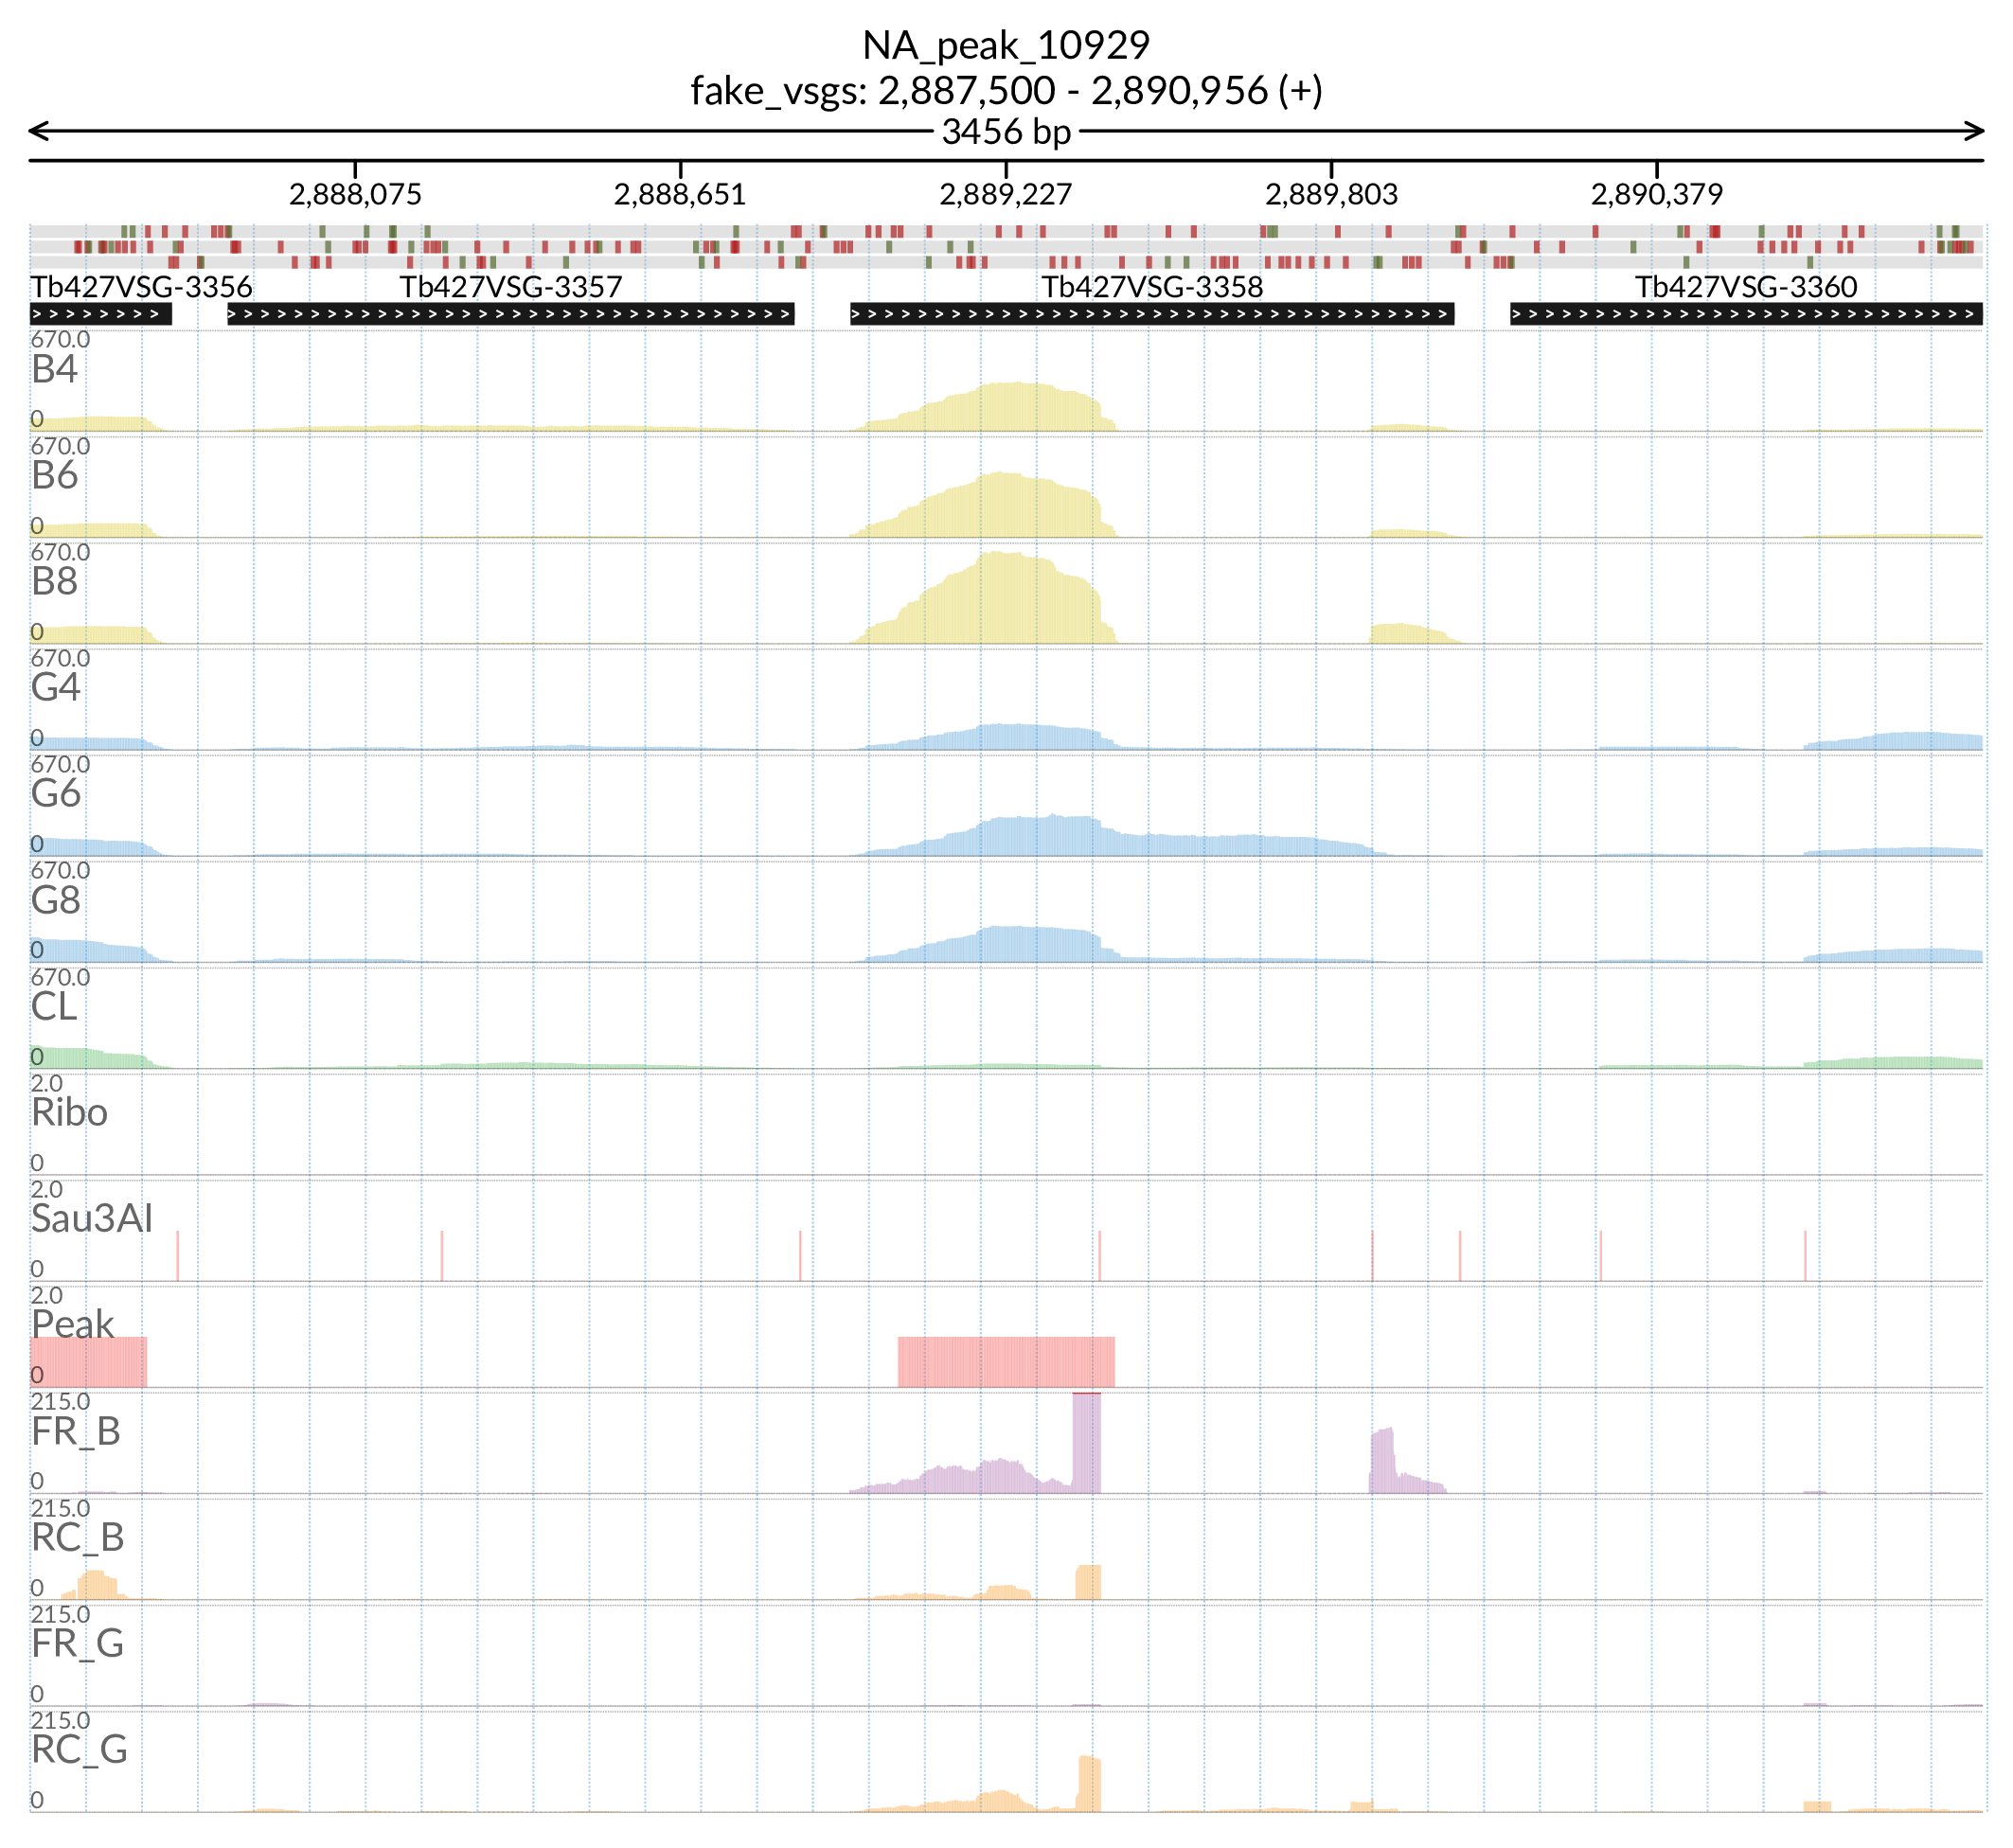 NA_peak_10929
fake_vsgs: 2,887,500 - 2,890,956 (+)
3456 bp
2,888,075 2,888,651 2,889,227 2,889,803 2,890,379
Tb427VSG-3356 Tb427VSG-3357 Tb427VSG-3358 Tb427VSG-3360
670.0
B4
0
670.0
B6
0
670.0
B8
0
670.0
G4
0
670.0
G6
0
670.0
G8
0
670.0
CL
0
2.0
Ribo
0
2.0
Sau3AI
0
2.0
Peak
0
215.0
FR_B
0
215.0
RC_B
0
215.0
FR_G
0
215.0
RC_G
0